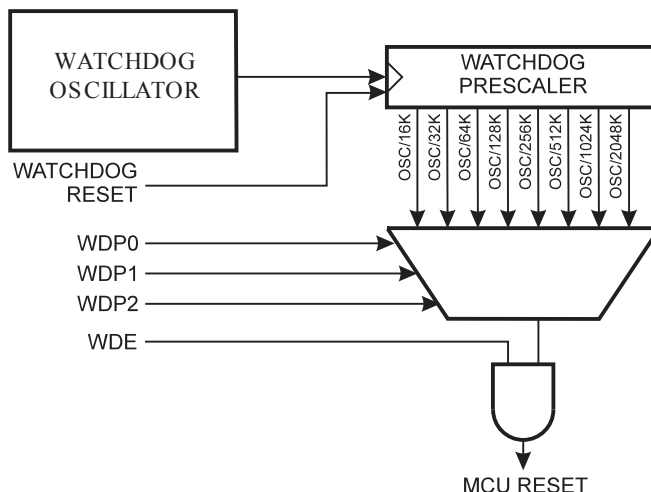 WATCHDOG
OSCILLATOR
WATCHDOG
PRESCALER
OSC/16K
OSC/32K
OSC/64K
OSC/128K
OSC/256K
OSC/512K
OSC/1024K
OSC/2048K
WATCHDOG
RESET
WDP0
WDP1
WDP2
WDE
MCU RESET